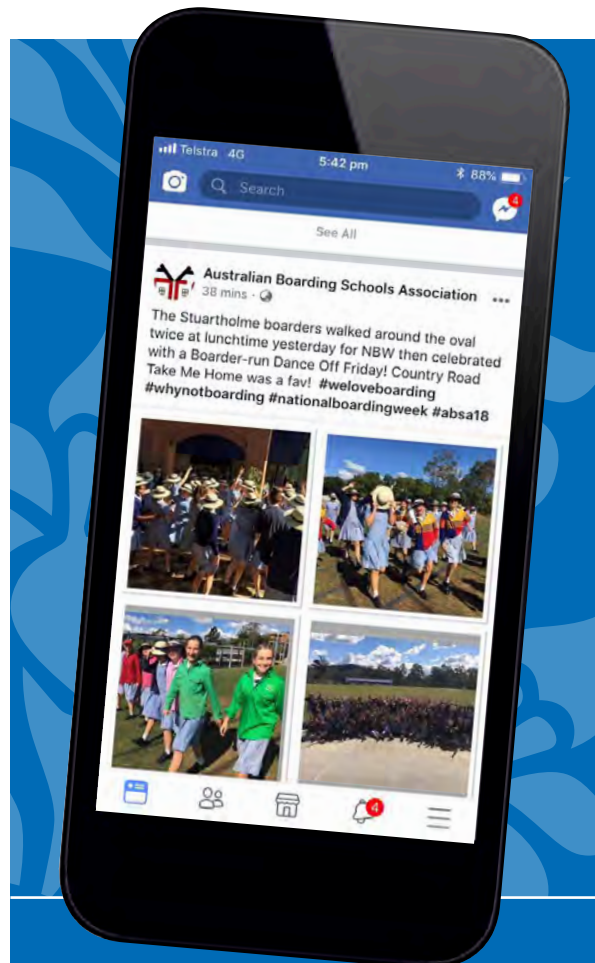 Telstra 4G 5:42 pm 88%
Search
4
See All
Australian Boarding Schools Association
38 mins
The Stuartholme boarders walked around the oval
twice at lunchtime yesterday for NBW then celebrated
with a Boarder-run Dance Off Friday! Country Road
Take Me Home was a fav! #weloveboarding
#whynotboarding #nationalboardingweek #absa18
4